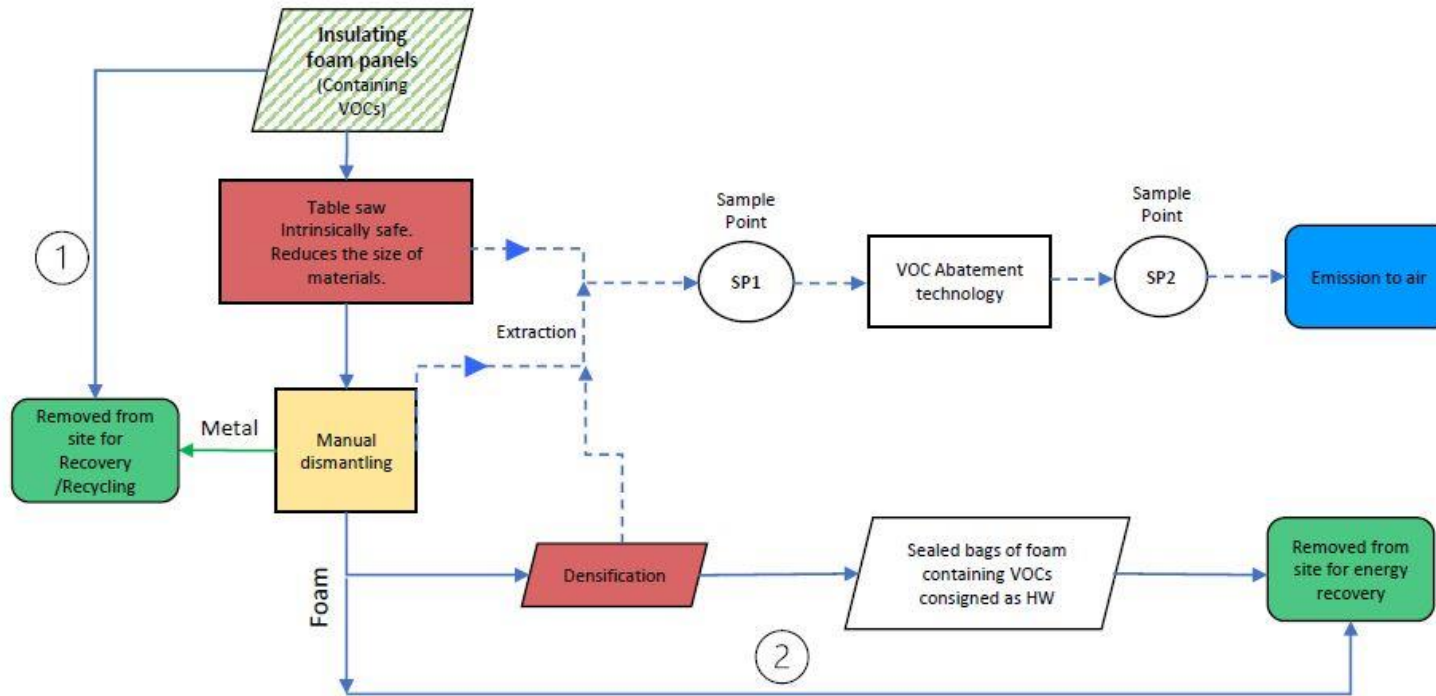 Insulating
foam panels
(Containing
VOCs)
1
Table saw
Intrinsically safe.
Reduces the size of
materials.
Sample
Point
SP1
VOC Abatement
technology
Sample
Point
SP2
Emission to air
Extraction
Removed from
site for
Recovery
/Recycling
Metal
Manual
dismantling
Foam
Densification
Sealed bags of foam
containing VOCs
consigned as HW
Removed from
site for energy
recovery
2